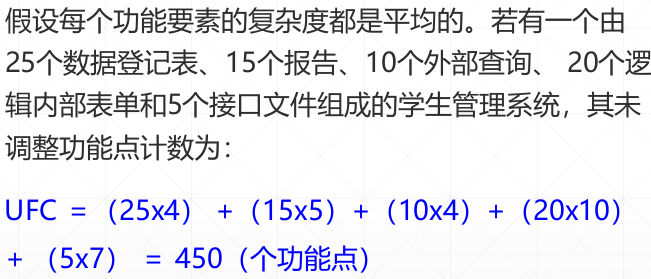 假设每个功能要素的复杂度都是平均的。若有一个由
25个数据登记表、15个报告、10个外部查询、 20个逻
辑内部表单和5个接口文件组成的学生管理系统，其未
调整功能点计数为：
UFC = （25x4） +（15x5）+（10x4）+（20x10）
+ （5x7） = 450（个功能点）